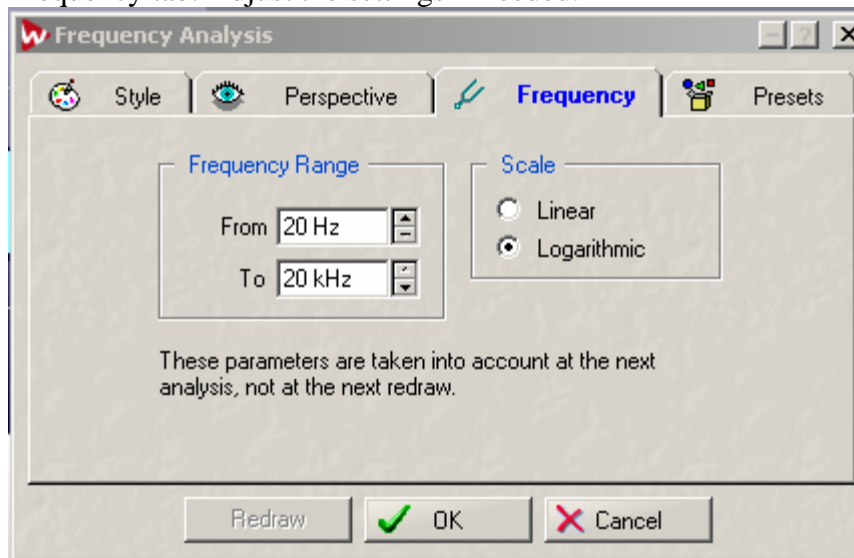 Frequency Analysis
Style Perspective Frequency Presets
Frequency Range
From 20 Hz
To 20 kHz
Scale
Linear
Logarithmic
These parameters are taken into account at the next
analysis, not at the next redraw.
Redraw OK Cancel